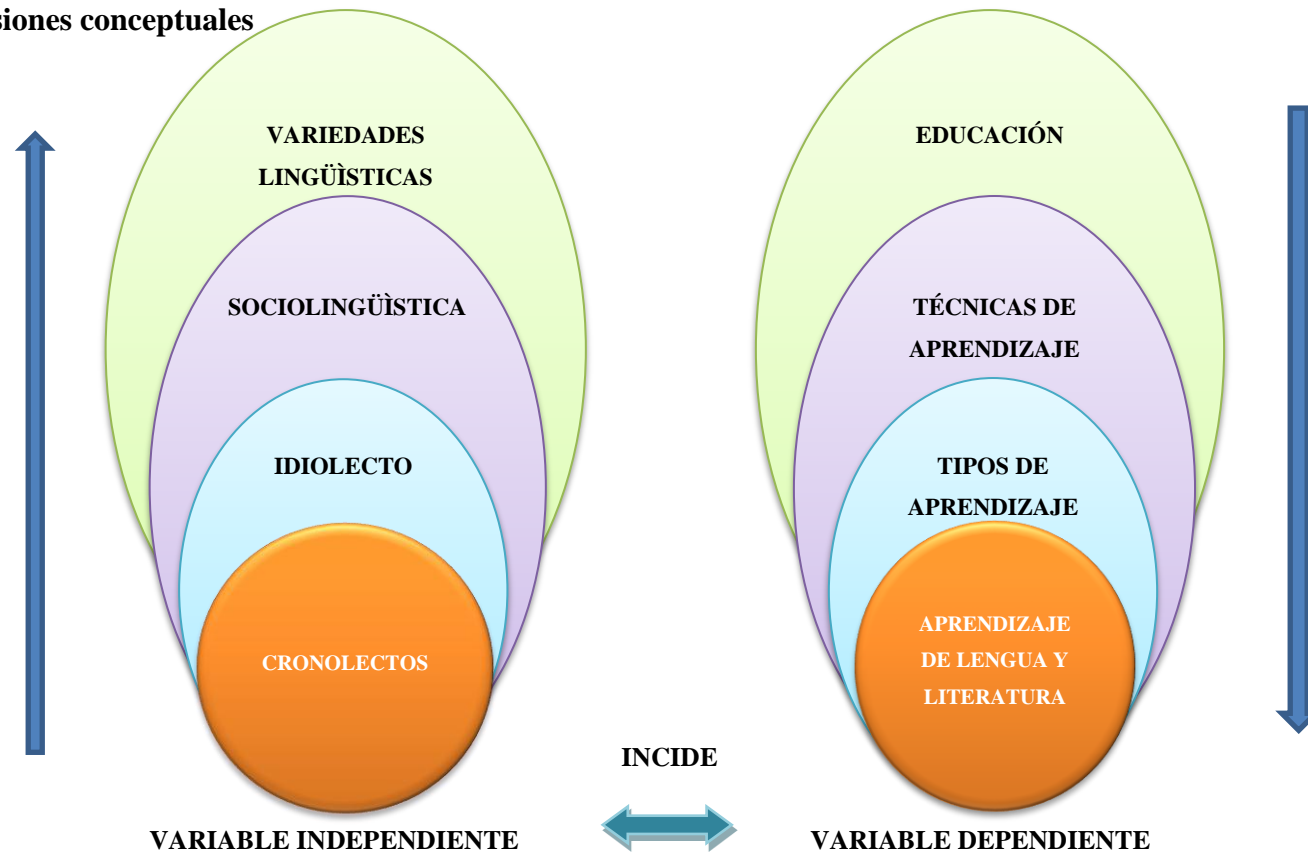 siones conceptuales
VARIEDADES
LINGÜÌSTICAS
SOCIOLINGÜÌSTICA
IDIOLECTO
CRONOLECTOS
EDUCACIÓN
TÉCNICAS DE
APRENDIZAJE
TIPOS DE
APRENDIZAJE
APRENDIZAJE
DE LENGUA Y
LITERATURA
INCIDE
VARIABLE INDEPENDIENTE
VARIABLE DEPENDIENTE